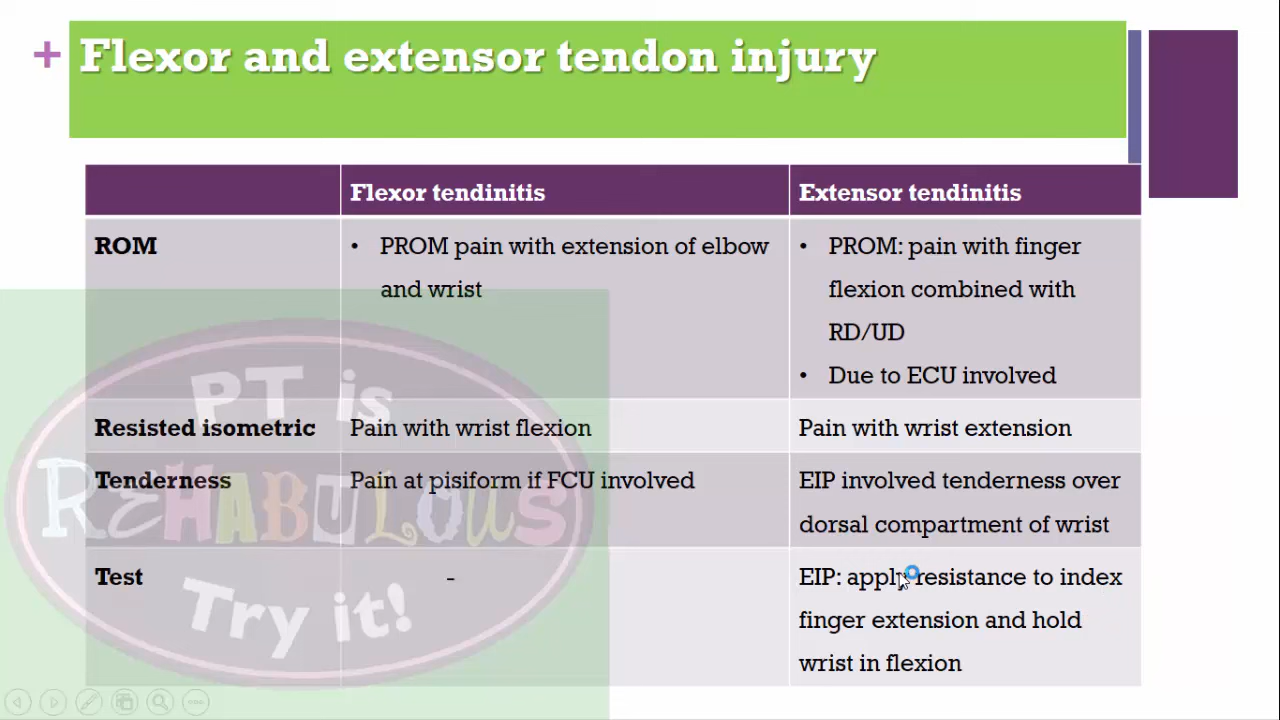 + Flexor and extensor tendon injury
Flexor tendinitis
Extensor tendinitis
ROM
• PROM pain with extension of elbow
and wrist
• PROM: pain with finger
flexion combined with
RD/UD
• Due to ECU involved
Resisted isometric
Pain with wrist flexion
Pain with wrist extension
Tenderness
Pain at pisiform if FCU involved
EIP involved tenderness over
dorsal compartment of wrist
Test
-
EIP: apply resistance to index
finger extension and hold
wrist in flexion
PT is
REHABULOUS
Try it!